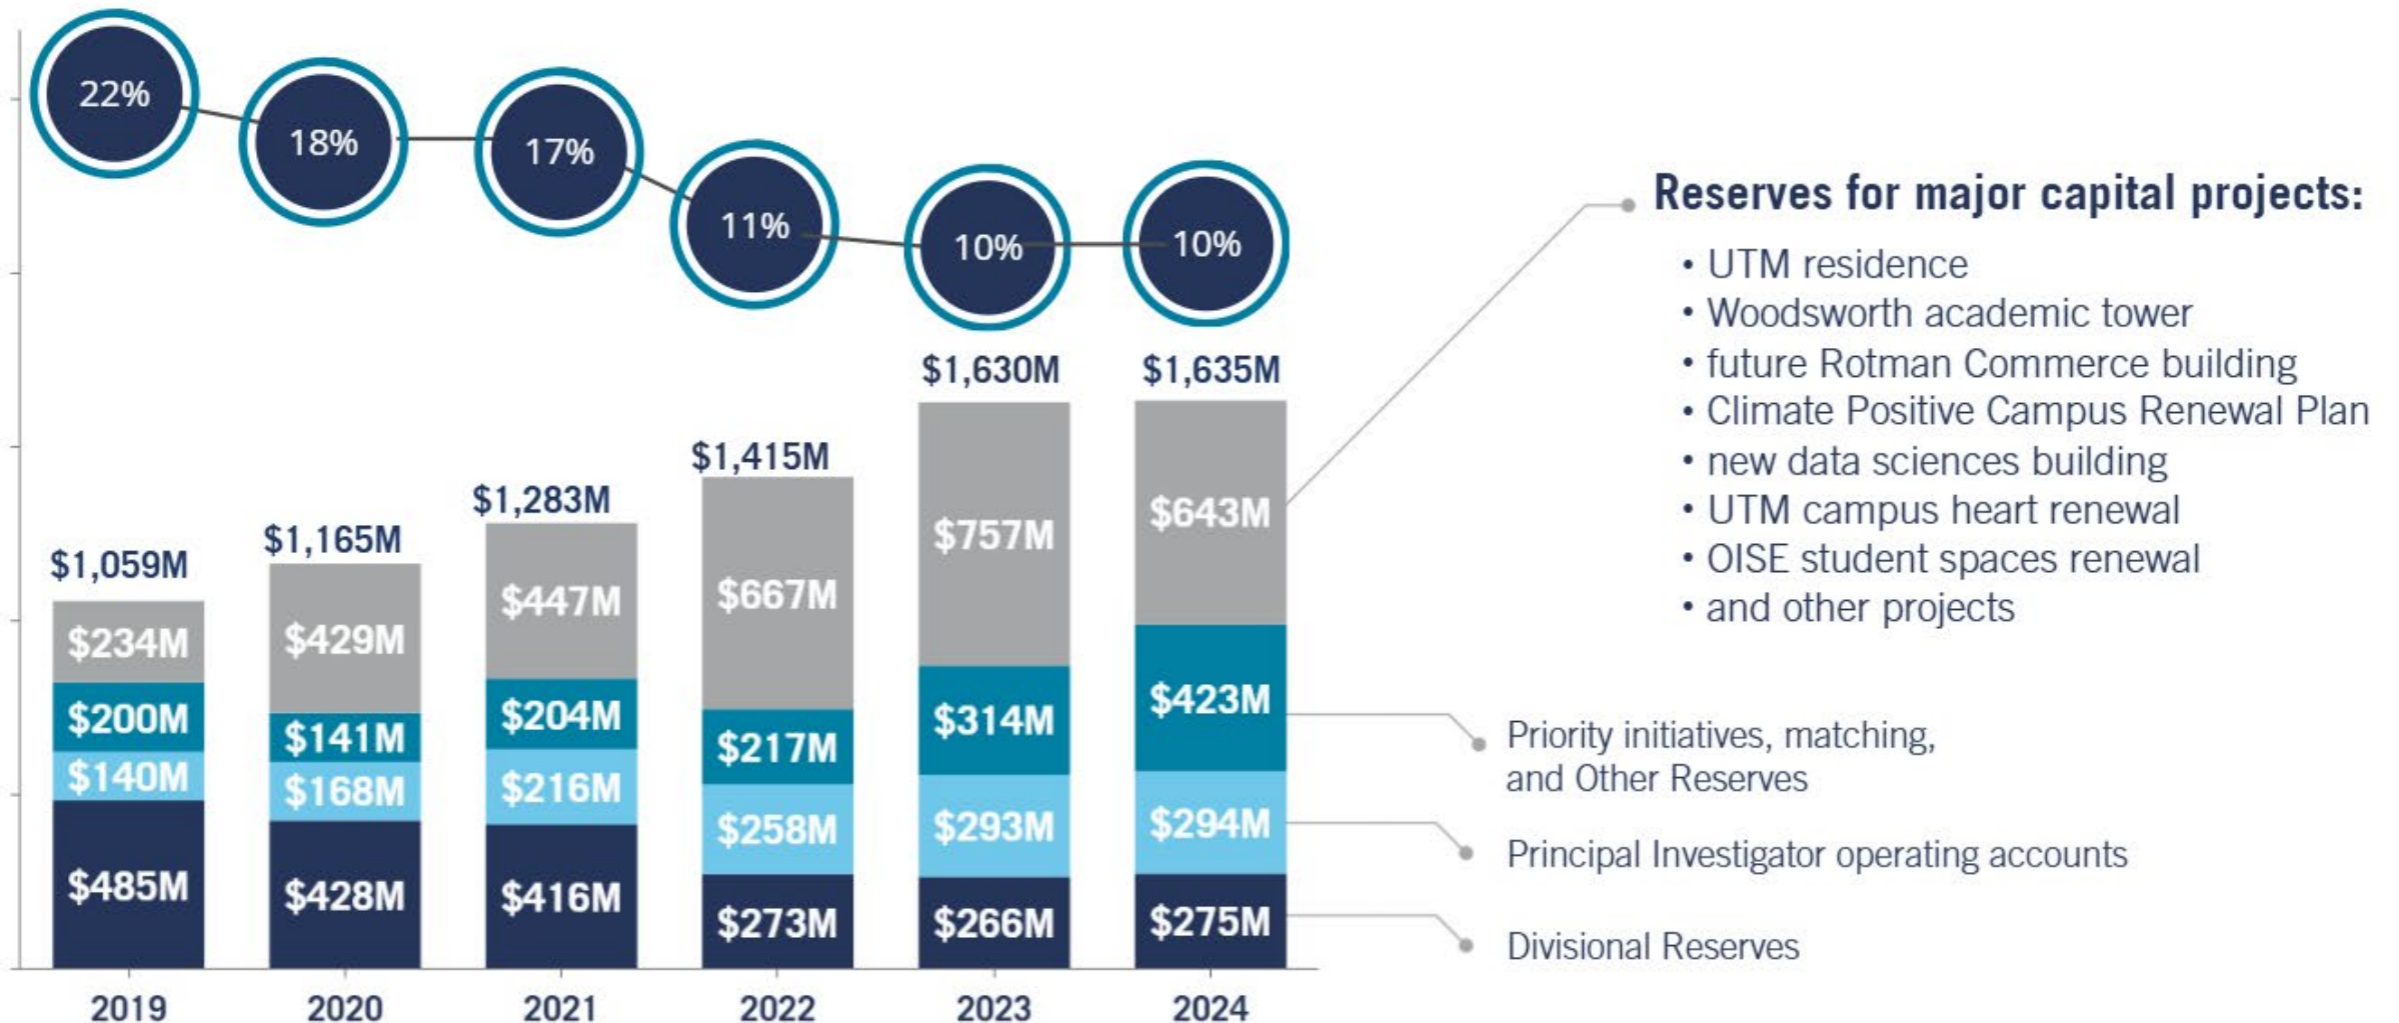 22%
18%
17%
11%
10%
10%
$1,059M
$1,165M
$1,283M
$1,415M
$1,630M
$1,635M
$234M
$429M
$447M
$667M
$757M
$643M
$200M
$141M
$204M
$217M
$314M
$423M
$140M
$168M
$216M
$258M
$293M
$294M
$485M
$428M
$416M
$273M
$266M
$275M
2019
2020
2021
2022
2023
2024
Reserves for major capital projects:
• UTM residence
• Woodsworth academic tower
• future Rotman Commerce building
• Climate Positive Campus Renewal Plan
• new data sciences building
• UTM campus heart renewal
• OISE student spaces renewal
• and other projects
Priority initiatives, matching,
and Other Reserves
Principal Investigator operating accounts
Divisional Reserves